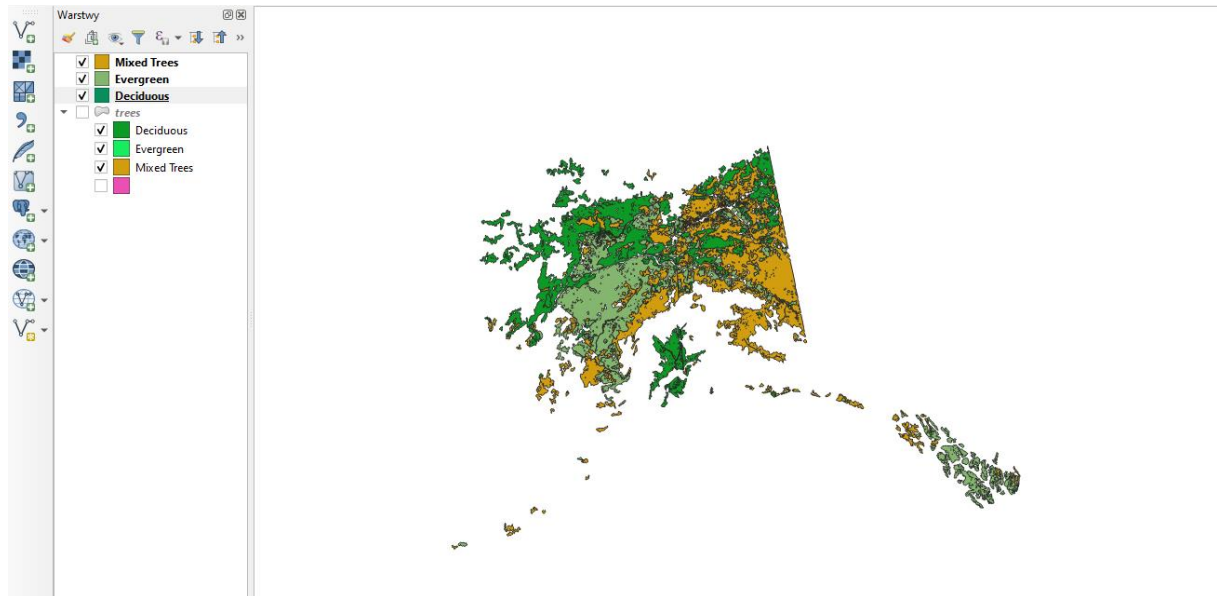 Warstwy
Mixed Trees
Evergreen
Deciduous
trees
Deciduous
Evergreen
Mixed Trees